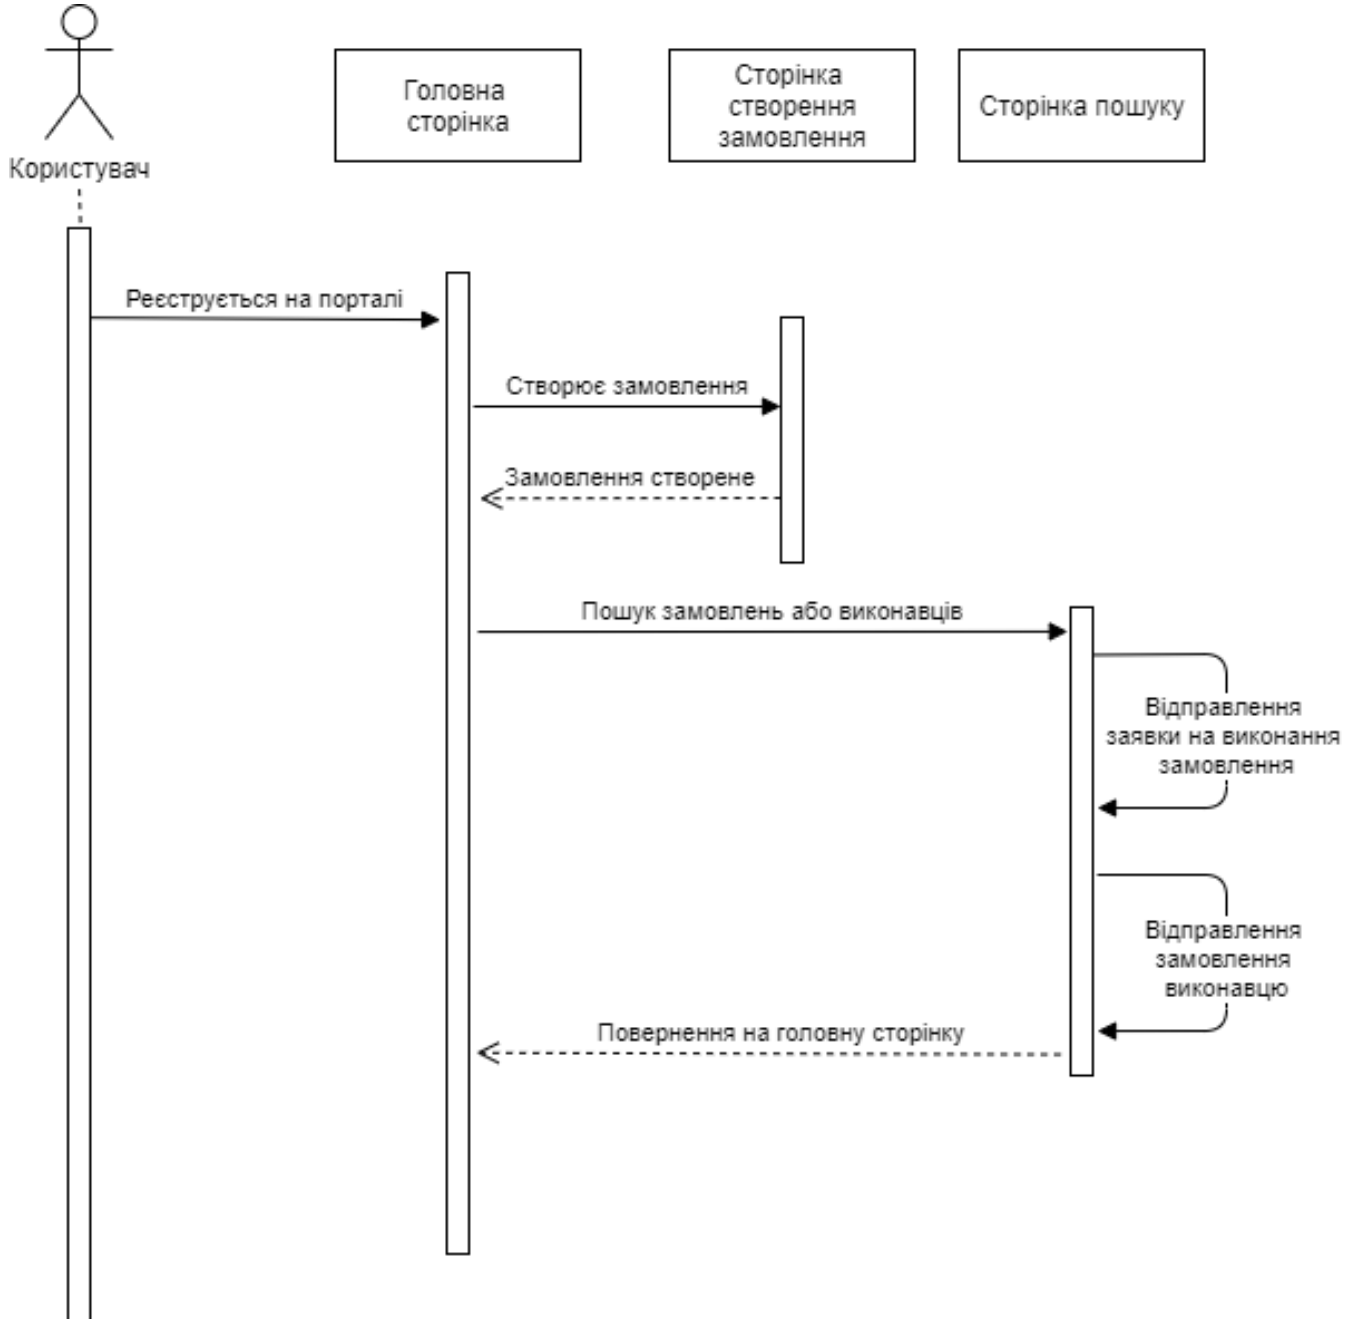 Користувач
Головна
сторінка
Сторінка
створення
замовлення
Сторінка пошуку
Реєструється на порталі
Створює замовлення
Замовлення створене
Пошук замовлень або виконавців
Відправлення
заявки на виконання
замовлення
Відправлення
замовлення
виконавцю
Повернення на головну сторінку